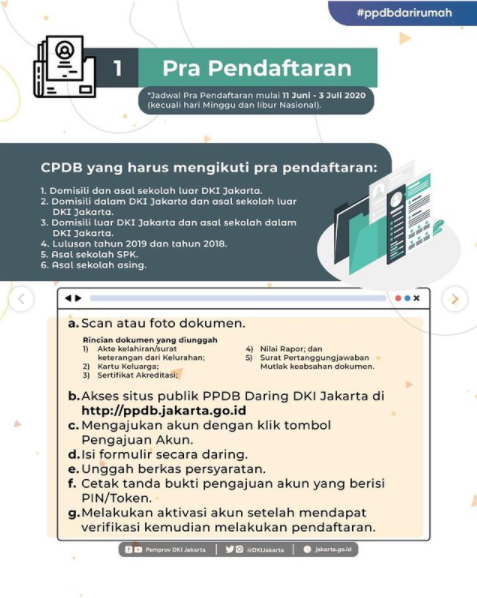 #ppdbdarirumah
1
Pra Pendaftaran
*Jadwal Pra Pendaftaran mulai 11 Juni - 3 Juli 2020
(kecuali hari Minggu dan libur Nasional).
CPDB yang harus mengikuti pra pendaftaran:
1. Domisili dan asal sekolah luar DKI Jakarta.
2. Domisili dalam DKI Jakarta dan asal sekolah luar
DKI Jakarta.
3. Domisili luar DKI Jakarta dan asal sekolah dalam
DKI Jakarta.
4. Lulusan tahun 2019 dan tahun 2018.
5. Asal sekolah SPK.
6. Asal sekolah asing.
a. Scan atau foto dokumen.
Rincian dokumen yang diunggah
1) Akte kelahiran/surat
keterangan dari Kelurahan;
2) Kartu Keluarga;
3) Sertifikat Akreditasi;
4) Nilai Rapor; dan
5) Surat Pertanggungjawaban
Mutlak keabsahan dokumen.
b. Akses situs publik PPDB Daring DKI Jakarta di
http://ppdb.jakarta.go.id
c. Mengajukan akun dengan klik tombol
Pengajuan Akun.
d. Isi formulir secara daring.
e. Unggah berkas persyaratan.
f. Cetak tanda bukti pengajuan akun yang berisi
PIN/Token.
g. Melakukan aktivasi akun setelah mendapat
verifikasi kemudian melakukan pendaftaran.
Pemprov DKI Jakarta
@DKIJakarta
jakarta.go.id